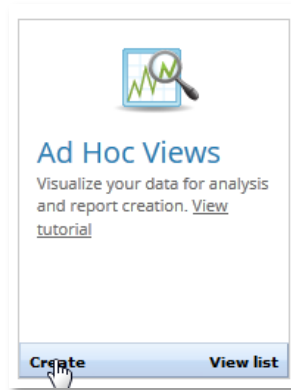 Ad Hoc Views
Visualize your data for analysis
and report creation. View
tutorial
Create View list